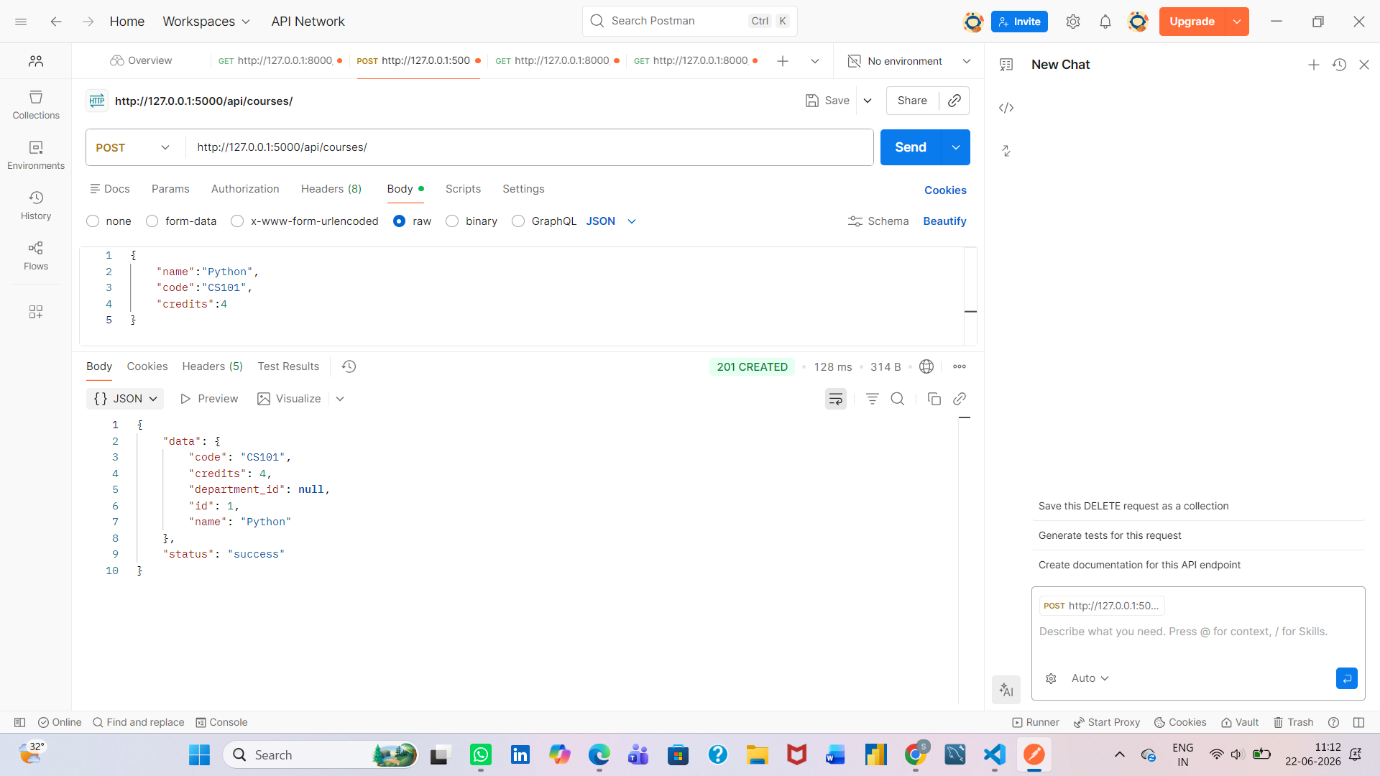 Home Workspaces API Network Search Postman Ctrl K Invite Upgrade
Overview GET http://127.0.0.1:8000, POST http://127.0.0.1:500 GET http://127.0.0.1:8000 GET http://127.0.0.1:8000 No environment
New Chat
HTTP http://127.0.0.1:5000/api/courses/ Save Share
Collections
Environments
History
Flows
POST http://127.0.0.1:5000/api/courses/ Send
Docs Params Authorization Headers (8) Body Scripts Settings Cookies
none form-data x-www-form-urlencoded raw binary GraphQL JSON Schema Beautify
1 {
2 "name":"Python",
3 "code":"CS101",
4 "credits":4
5 }
Body Cookies Headers (5) Test Results 201 CREATED 128 ms 314 B
{} JSON Preview Visualize
1 {
2 "data": {
3 "code": "CS101",
4 "credits": 4,
5 "department_id": null,
6 "id": 1,
7 "name": "Python"
8 },
9 "status": "success"
10 }
Save this DELETE request as a collection
Generate tests for this request
Create documentation for this API endpoint
POST http://127.0.0.1:50...
Describe what you need. Press @ for context, / for Skills.
AI Auto
Online Find and replace Console Runner Start Proxy Cookies Vault Trash
32° Search ENG IN 11:12
22-06-2026